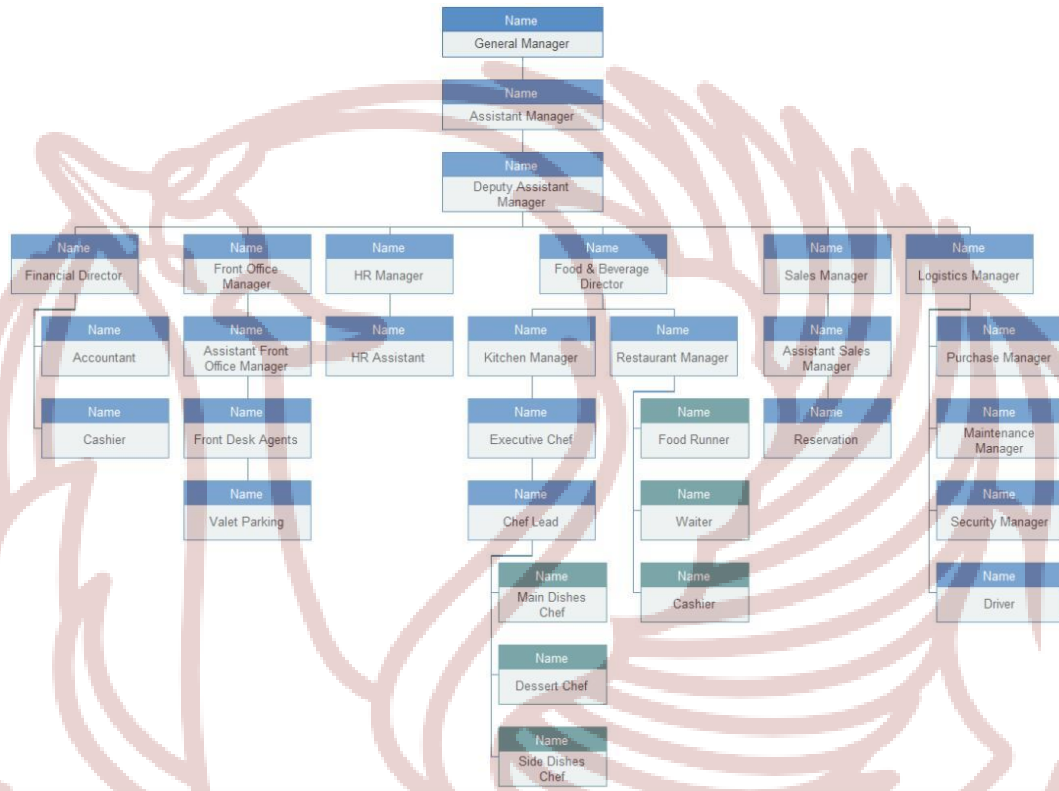 Name
General Manager
Name
Assistant Manager
Name
Deputy Assistant
Manager
Name
Financial Director
Name
Front Office
Manager
Name
HR Manager
Name
Food & Beverage
Director
Name
Sales Manager
Name
Logistics Manager
Name
Accountant
Name
Assistant Front
Office Manager
Name
HR Assistant
Name
Kitchen Manager
Name
Restaurant Manager
Name
Assistant Sales
Manager
Name
Purchase Manager
Name
Cashier
Name
Front Desk Agents
Name
Executive Chef
Name
Food Runner
Name
Reservation
Name
Maintenance
Manager
Name
Valet Parking
Name
Chef Lead
Name
Waiter
Name
Security Manager
Name
Main Dishes
Chef
Name
Cashier
Name
Driver
Name
Dessert Chef
Name
Side Dishes
Chef